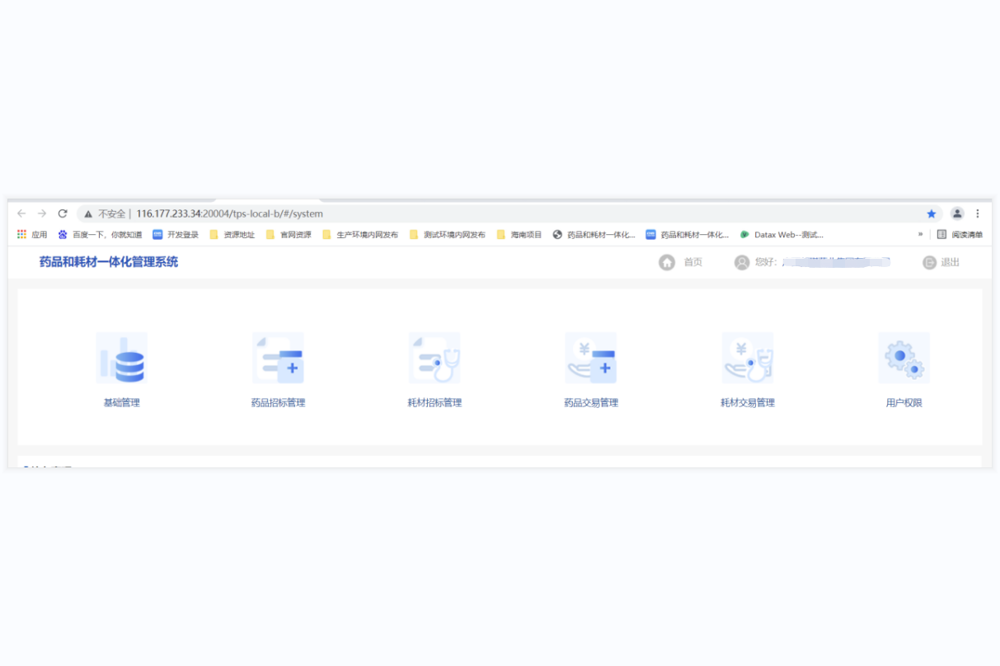 不安全 | 116.177.233.34:20004/tps-local-b/#/system
应用 百度一下，你就知道 开发登录 资源地址 官网资源 生产环境内网发布 测试环境内网发布 海南项目 药品和耗材一体化... 药品和耗材一体化... Datax Web--测试... » 阅读清单
药品和耗材一体化管理系统 首页 您好: 退出
基础管理 药品招标管理 耗材招标管理 药品交易管理 耗材交易管理 用户权限